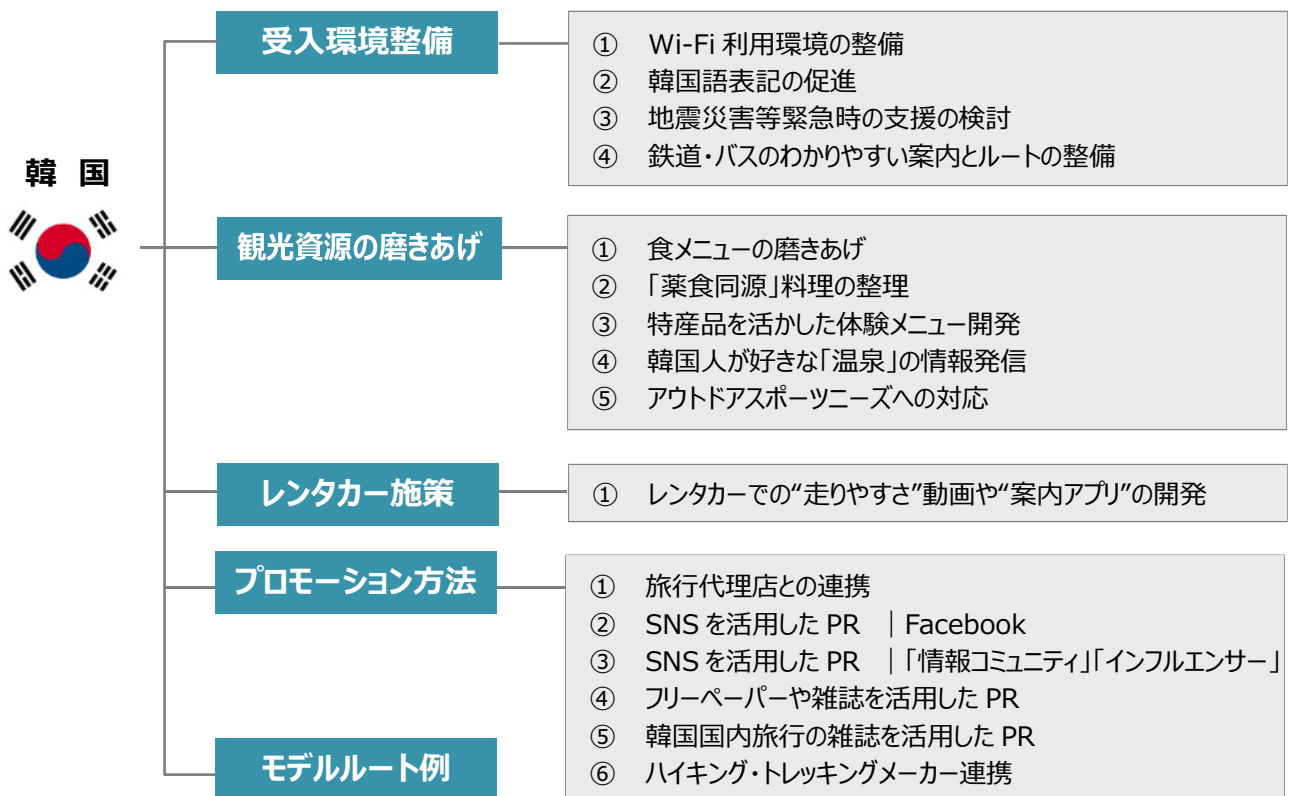 韓 国
受入環境整備
① Wi-Fi 利用環境の整備
② 韓国語表記の促進
③ 地震災害等緊急時の支援の検討
④ 鉄道・バスのわかりやすい案内とルートの整備
観光資源の磨きあげ
① 食メニューの磨きあげ
② 「薬食同源」料理の整理
③ 特産品を活かした体験メニュー開発
④ 韓国人が好きな「温泉」の情報発信
⑤ アウトドアスポーツニーズへの対応
レンタカー施策
① レンタカーでの“走りやすさ”動画や“案内アプリ”の開発
プロモーション方法
① 旅行代理店との連携
② SNS を活用した PR ｜Facebook
③ SNS を活用した PR ｜「情報コミュニティ」「インフルエンサー」
④ フリーペーパーや雑誌を活用した PR
⑤ 韓国国内旅行の雑誌を活用した PR
⑥ ハイキング・トレッキングメーカー連携
モデルルート例